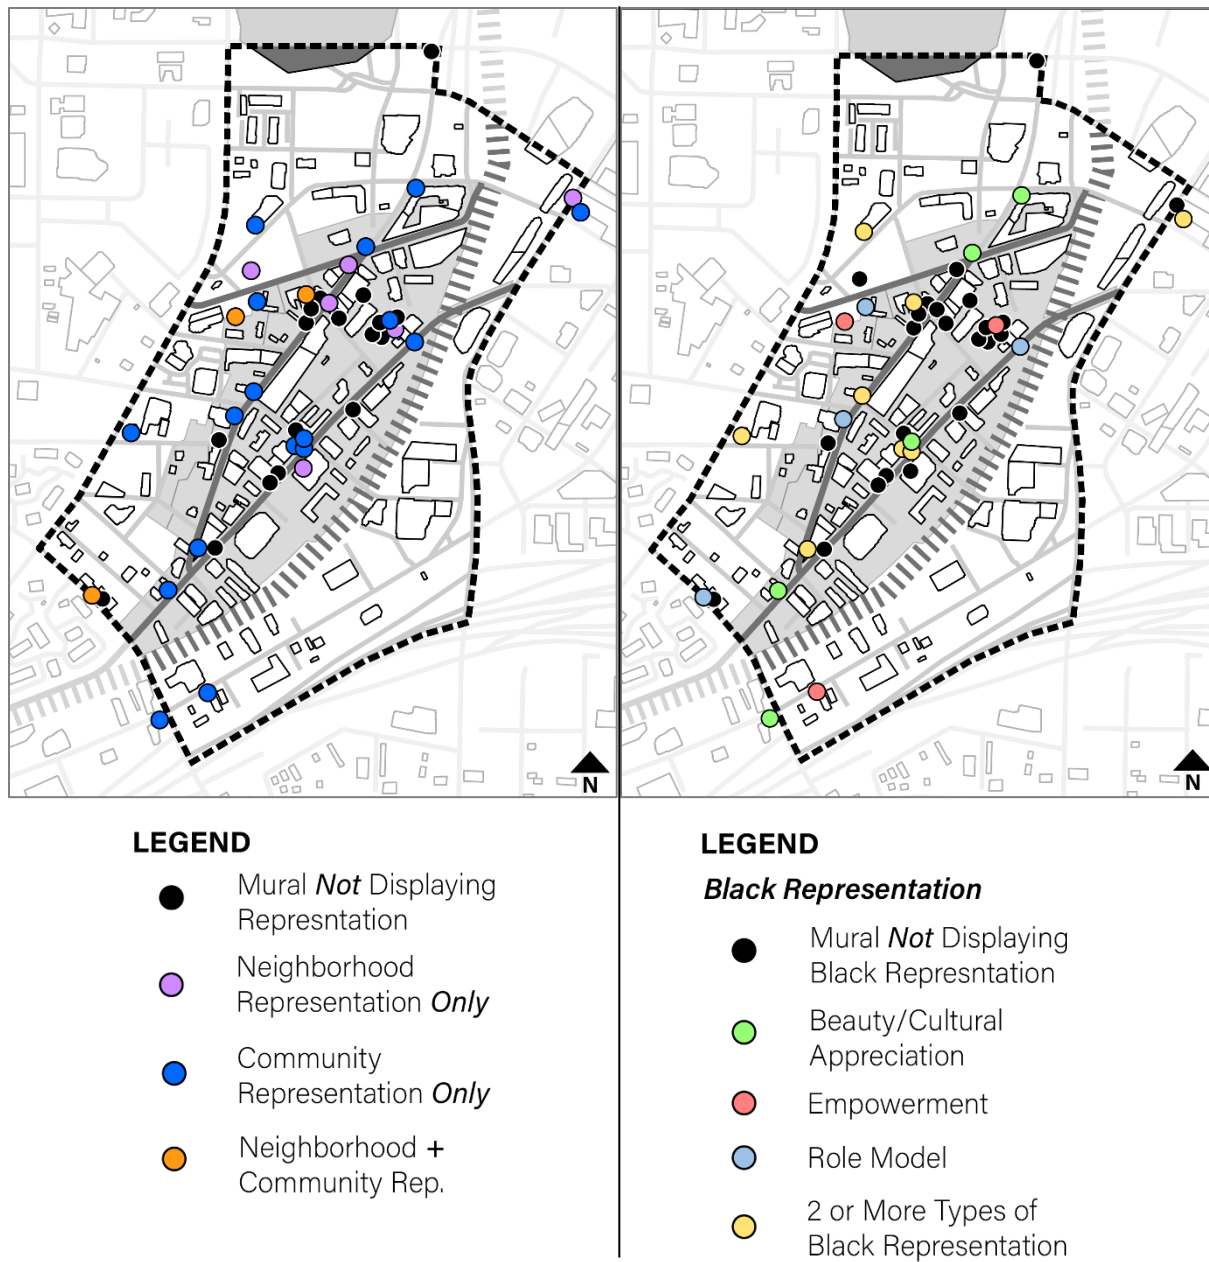 N
N
LEGEND
Mural Not Displaying
Represntation
Neighborhood
Representation Only
Community
Representation Only
Neighborhood +
Community Rep.
LEGEND
Black Representation
Mural Not Displaying
Black Represntation
Beauty/Cultural
Appreciation
Empowerment
Role Model
2 or More Types of
Black Representation